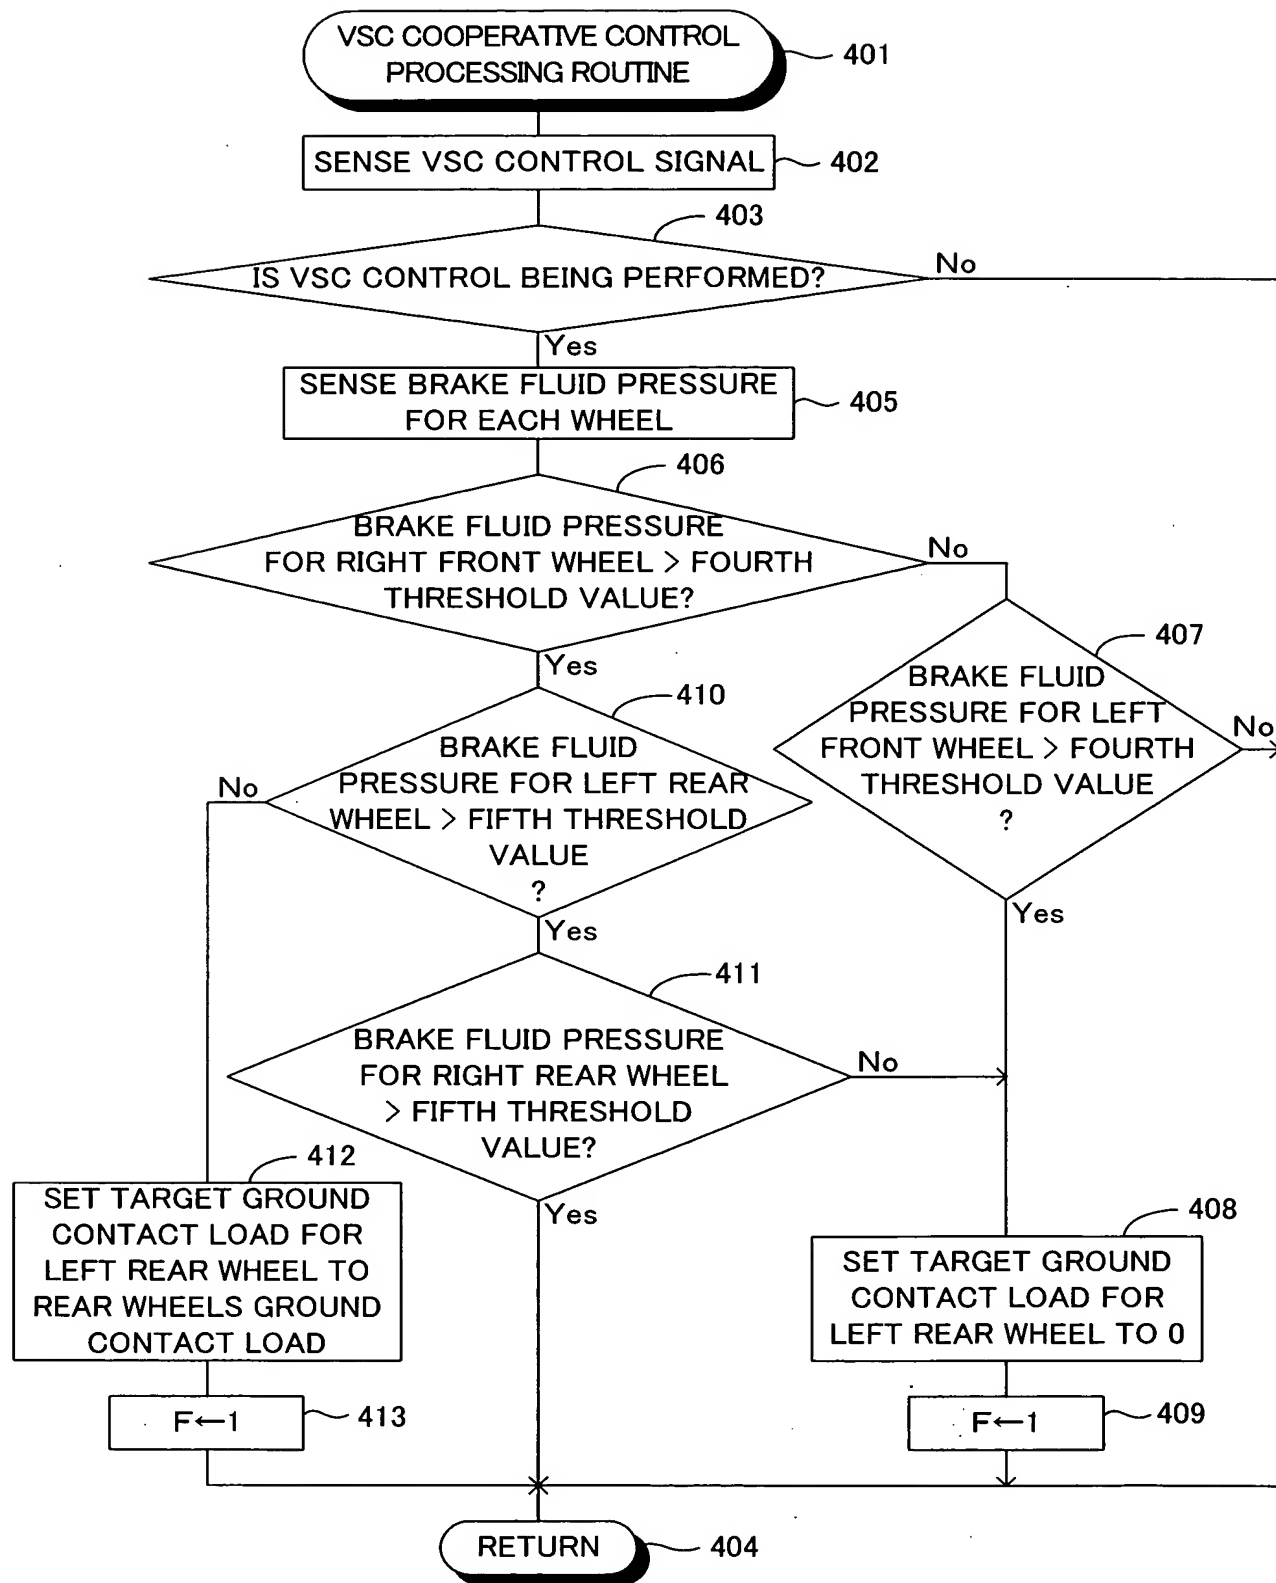 VSC COOPERATIVE CONTROL
PROCESSING ROUTINE
401
SENSE VSC CONTROL SIGNAL
402
403
IS VSC CONTROL BEING PERFORMED?
No
Yes
SENSE BRAKE FLUID PRESSURE
FOR EACH WHEEL
405
406
BRAKE FLUID PRESSURE
FOR RIGHT FRONT WHEEL > FOURTH
THRESHOLD VALUE?
No
Yes
407
BRAKE FLUID
PRESSURE FOR LEFT
FRONT WHEEL > FOURTH
THRESHOLD VALUE
?
No
Yes
410
BRAKE FLUID
PRESSURE FOR LEFT REAR
WHEEL > FIFTH THRESHOLD
VALUE
?
No
Yes
411
BRAKE FLUID PRESSURE
FOR RIGHT REAR WHEEL
> FIFTH THRESHOLD
VALUE?
No
Yes
412
SET TARGET GROUND
CONTACT LOAD FOR
LEFT REAR WHEEL TO
REAR WHEELS GROUND
CONTACT LOAD
F←1
413
408
SET TARGET GROUND
CONTACT LOAD FOR
LEFT REAR WHEEL TO 0
F←1
409
RETURN
404